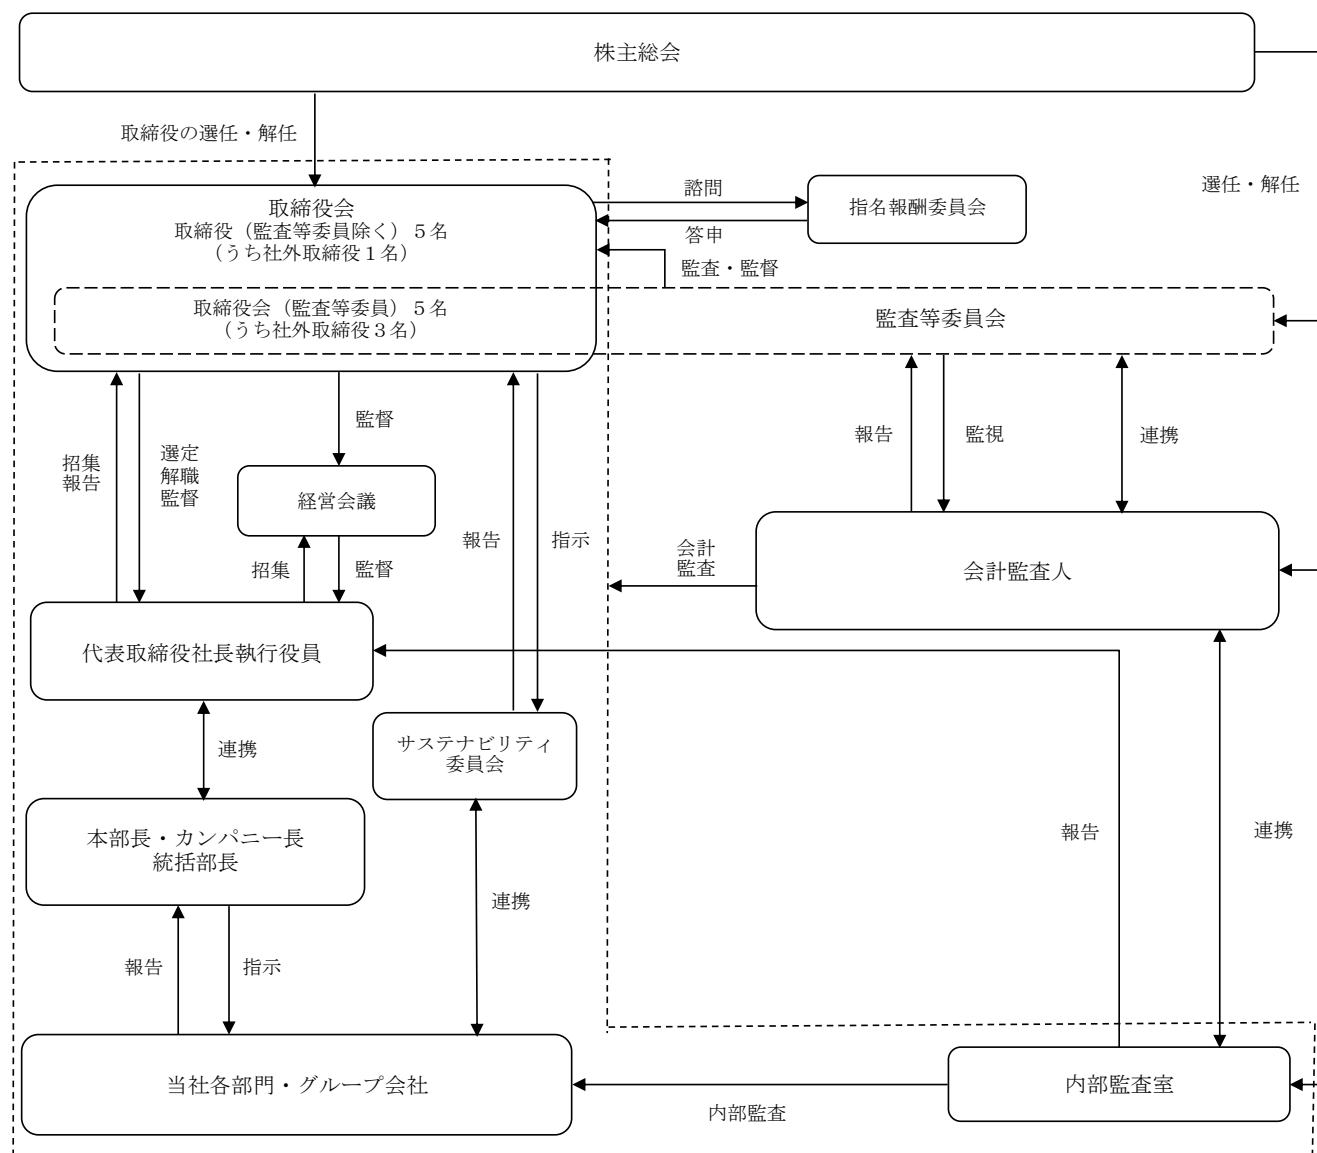 株主総会
取締役の選任・解任
選任・解任
取締役会
取締役（監査等委員除く）５名
（うち社外取締役１名）
諮問
指名報酬委員会
答申
監査・監督
取締役会（監査等委員）５名
（うち社外取締役３名）
監査等委員会
招集
報告
選定
解職
監督
監督
経営会議
招集
監督
報告
指示
報告
監視
連携
会計
監査
会計監査人
代表取締役社長執行役員
連携
サステナビリティ
委員会
本部長・カンパニー長
統括部長
連携
報告
連携
報告
指示
当社各部門・グループ会社
内部監査
内部監査室